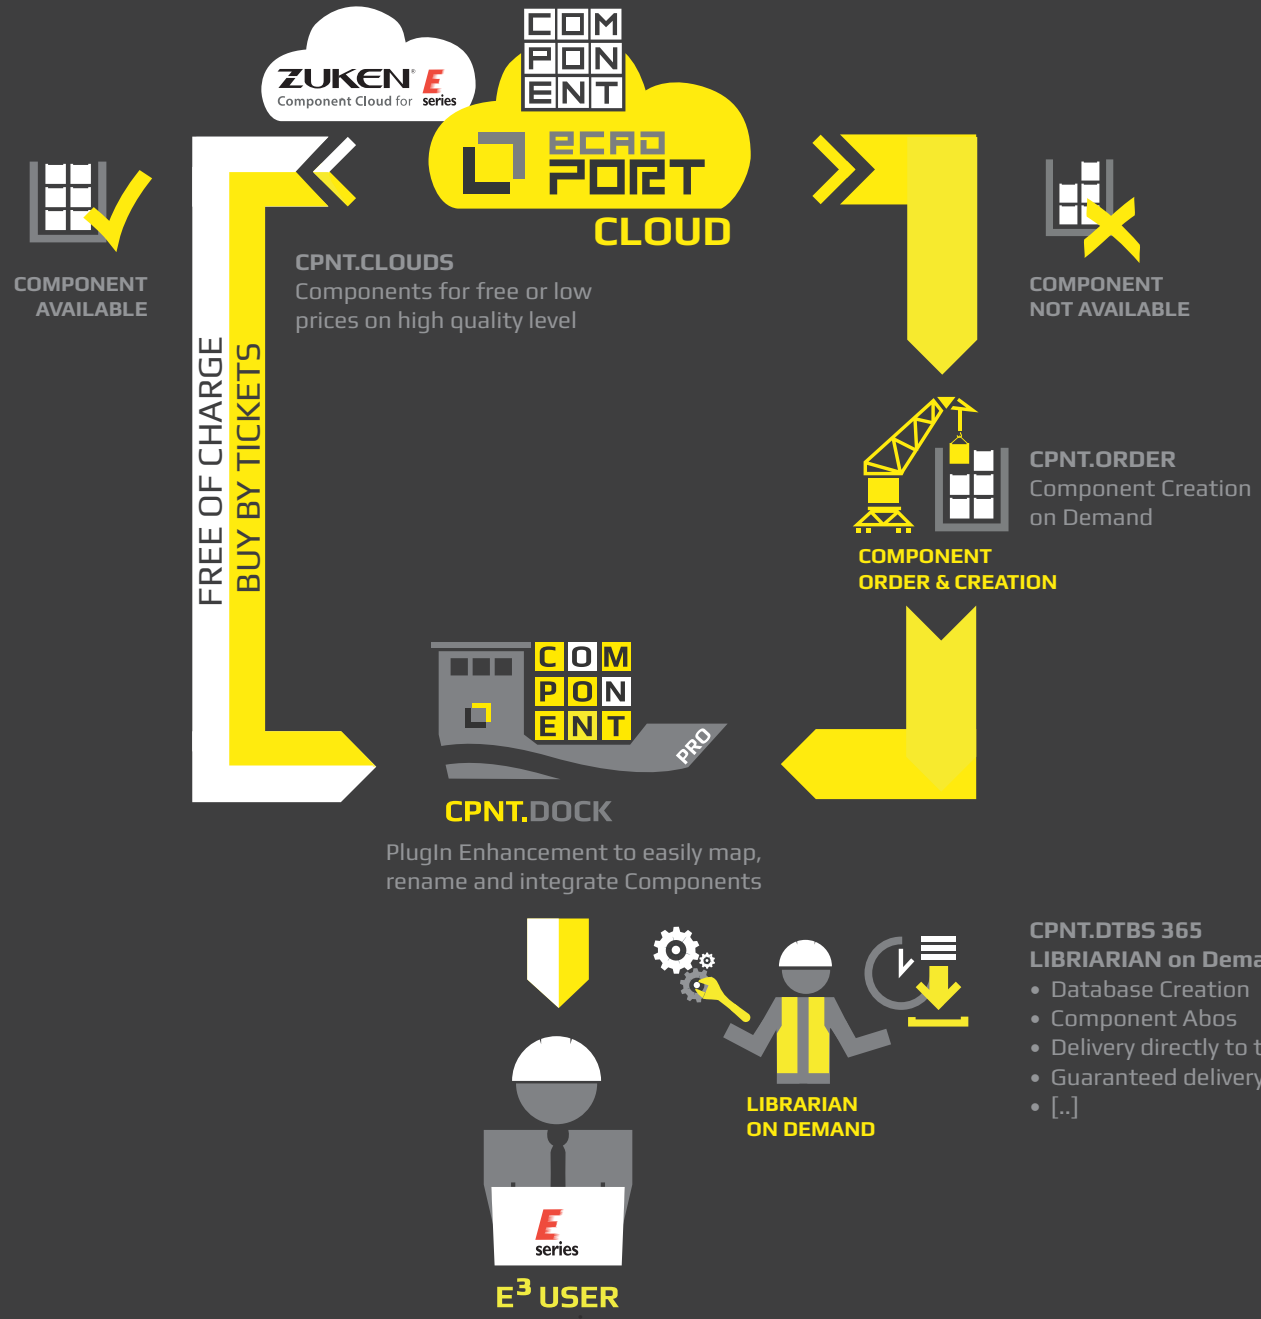 COM
PON
ENT
ZUKEN® E
Component Cloud for series
ECAD
PORT
CLOUD
COMPONENT
AVAILABLE
CPNT.CLOUDS
Components for free or low
prices on high quality level
COMPONENT
NOT AVAILABLE
FREE OF CHARGE
BUY BY TICKETS
CPNT.ORDER
Component Creation
on Demand
COMPONENT
ORDER & CREATION
COM
PON
ENT
PRO
CPNT.DOCK
PlugIn Enhancement to easily map,
rename and integrate Components
CPNT.DTBS 365
LIBRIARIAN on
• Database Creation
• Component Abos
• Delivery directly to
• Guaranteed delivery
• [..]
LIBRARIAN
ON DEMAND
E
series
E³ USER